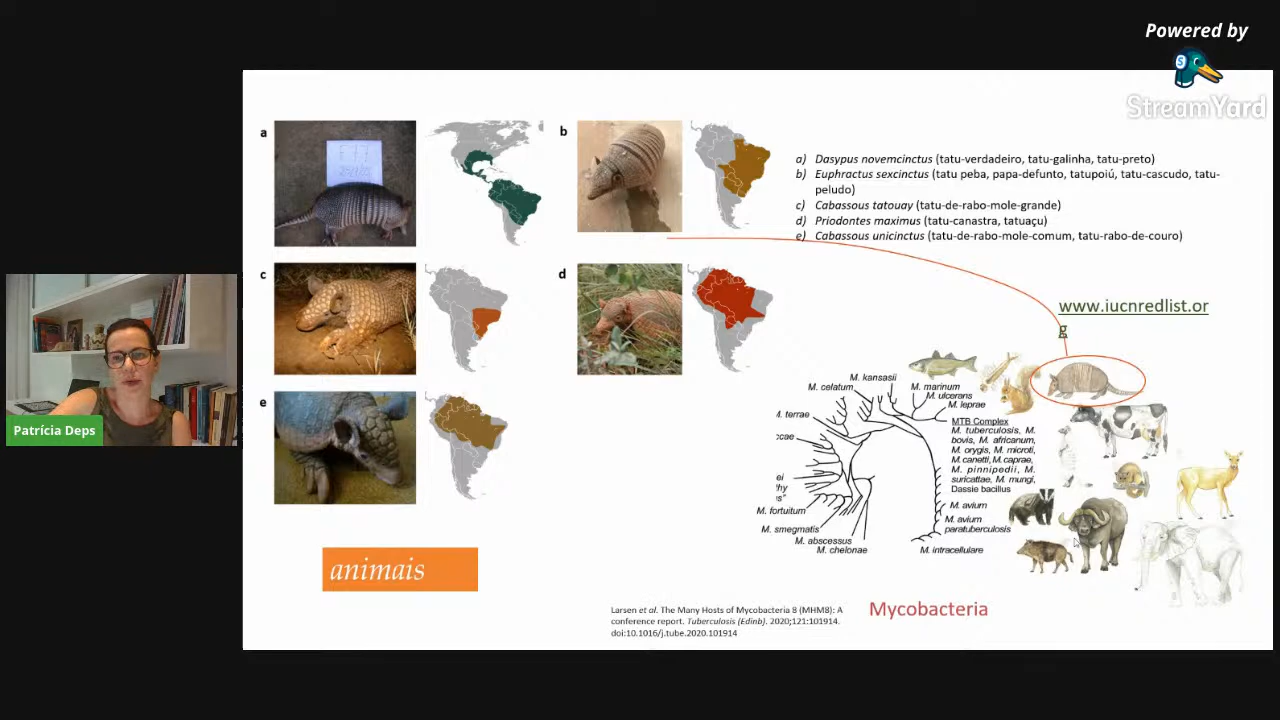 Powered by
StreamYard
a
b
a) Dasypus novemcinctus (tatu-verdadeiro, tatu-galinha, tatu-preto)
b) Euphractus sexcinctus (tatu peba, papa-defunto, tatupoiú, tatu-cascudo, tatu-
peludo)
c) Cabassous tatouay (tatu-de-rabo-mole-grande)
d) Priodontes maximus (tatu-canastra, tatuaçu)
e) Cabassous unicinctus (tatu-de-rabo-mole-comum, tatu-rabo-de-couro)
c
d
www.iucnredlist.or
g
e
Patrícia Deps
M. kansasii
M. celatum
M. marinum
M. ulcerans
M. leprae
M. terrae
MTB Complex
M. tuberculosis, M.
bovis, M. africanum,
M. orygis, M. microti,
M. canetti, M. caprae,
M. pinnipedii, M.
suricattae, M. mungi,
Dassie bacillus
ccae
ei
hy
s"
M. fortuitum
M. smegmatis
M. abscessus
M. chelonae
M. avium
M. avium
paratuberculosis
M. intracellulare
animais
Larsen et al. The Many Hosts of Mycobacteria 8 (MHM8): A
conference report. Tuberculosis (Edinb). 2020;121:101914.
doi:10.1016/j.tube.2020.101914
Mycobacteria